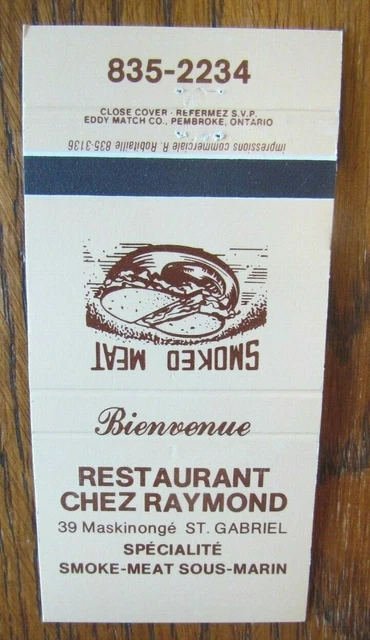 835-2234
CLOSE COVER - REFERMEZ S.V.P.
EDDY MATCH CO., PEMBROKE, ONTARIO
impressions commerciale R. Robitaille 835-3136
SMOKED MEAT
Bienvenue
RESTAURANT
CHEZ RAYMOND
39 Maskinongé ST. GABRIEL
SPÉCIALITÉ
SMOKE-MEAT SOUS-MARIN